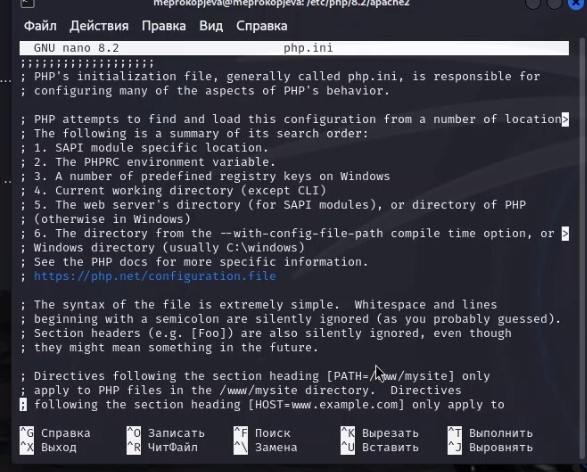 meprokopjeva@meprokopjeva: /etc/php/8.2/apache2
Файл Действия Правка Вид Справка
GNU nano 8.2 php.ini
;;;;;;;;;;;;;;;;;;;
; PHP's initialization file, generally called php.ini, is responsible for
; configuring many of the aspects of PHP's behavior.
; PHP attempts to find and load this configuration from a number of location>
; The following is a summary of its search order:
; 1. SAPI module specific location.
; 2. The PHPRC environment variable.
; 3. A number of predefined registry keys on Windows
; 4. Current working directory (except CLI)
; 5. The web server's directory (for SAPI modules), or directory of PHP
; (otherwise in Windows)
; 6. The directory from the --with-config-file-path compile time option, or >
; Windows directory (usually C:\windows)
; See the PHP docs for more specific information.
; https://php.net/configuration.file
; The syntax of the file is extremely simple.  Whitespace and lines
; beginning with a semicolon are silently ignored (as you probably guessed).
; Section headers (e.g. [Foo]) are also silently ignored, even though
; they might mean something in the future.
; Directives following the section heading [PATH=/www/mysite] only
; apply to PHP files in the /www/mysite directory.  Directives
; following the section heading [HOST=www.example.com] only apply to
^G Справка ^O Записать ^F Поиск ^K Вырезать ^T Выполнить
^X Выход ^R ЧитФайл ^\ Замена ^U Вставить ^J Выровнять